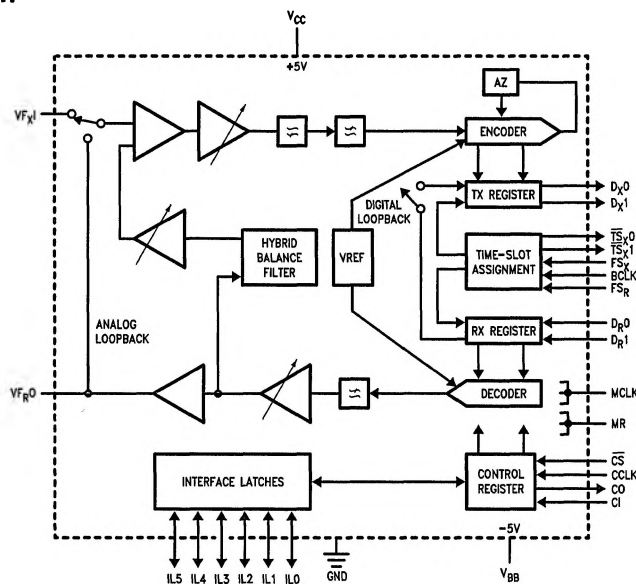 VCC
+5V
VFXI
AZ
ENCODER
DIGITAL
LOOPBACK
TX REGISTER
DX0
DX1
HYBRID
BALANCE
FILTER
VREF
TIME-SLOT
ASSIGNMENT
TSX0
TSX1
FSX
BCLK
FSR
ANALOG
LOOPBACK
RX REGISTER
DR0
DR1
VFRO
DECODER
MCLK
MR
INTERFACE LATCHES
CONTROL
REGISTER
CS
CCLK
CO
CI
IL5
IL4
IL3
IL2
IL1
IL0
GND
-5V
VBB